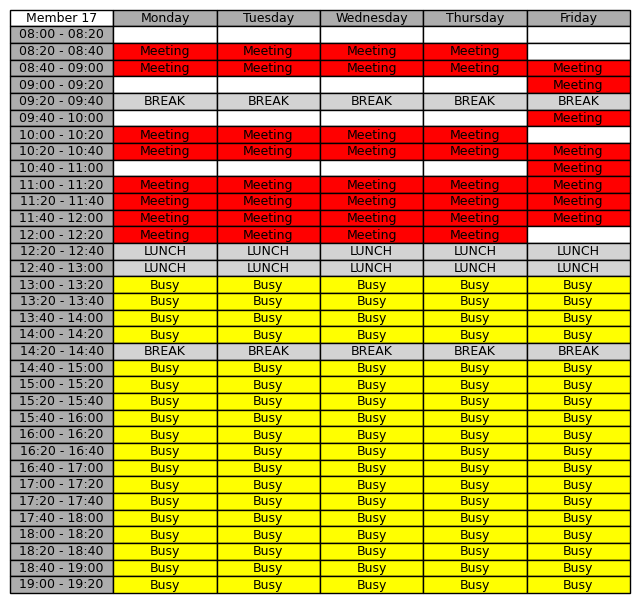 Member 17 Monday Tuesday Wednesday Thursday Friday
08:00 - 08:20
08:20 - 08:40 Meeting Meeting Meeting Meeting
08:40 - 09:00 Meeting Meeting Meeting Meeting Meeting
09:00 - 09:20 Meeting
09:20 - 09:40 BREAK BREAK BREAK BREAK BREAK
09:40 - 10:00 Meeting
10:00 - 10:20 Meeting Meeting Meeting Meeting
10:20 - 10:40 Meeting Meeting Meeting Meeting Meeting
10:40 - 11:00 Meeting
11:00 - 11:20 Meeting Meeting Meeting Meeting Meeting
11:20 - 11:40 Meeting Meeting Meeting Meeting Meeting
11:40 - 12:00 Meeting Meeting Meeting Meeting Meeting
12:00 - 12:20 Meeting Meeting Meeting Meeting
12:20 - 12:40 LUNCH LUNCH LUNCH LUNCH LUNCH
12:40 - 13:00 LUNCH LUNCH LUNCH LUNCH LUNCH
13:00 - 13:20 Busy Busy Busy Busy Busy
13:20 - 13:40 Busy Busy Busy Busy Busy
13:40 - 14:00 Busy Busy Busy Busy Busy
14:00 - 14:20 Busy Busy Busy Busy Busy
14:20 - 14:40 BREAK BREAK BREAK BREAK BREAK
14:40 - 15:00 Busy Busy Busy Busy Busy
15:00 - 15:20 Busy Busy Busy Busy Busy
15:20 - 15:40 Busy Busy Busy Busy Busy
15:40 - 16:00 Busy Busy Busy Busy Busy
16:00 - 16:20 Busy Busy Busy Busy Busy
16:20 - 16:40 Busy Busy Busy Busy Busy
16:40 - 17:00 Busy Busy Busy Busy Busy
17:00 - 17:20 Busy Busy Busy Busy Busy
17:20 - 17:40 Busy Busy Busy Busy Busy
17:40 - 18:00 Busy Busy Busy Busy Busy
18:00 - 18:20 Busy Busy Busy Busy Busy
18:20 - 18:40 Busy Busy Busy Busy Busy
18:40 - 19:00 Busy Busy Busy Busy Busy
19:00 - 19:20 Busy Busy Busy Busy Busy